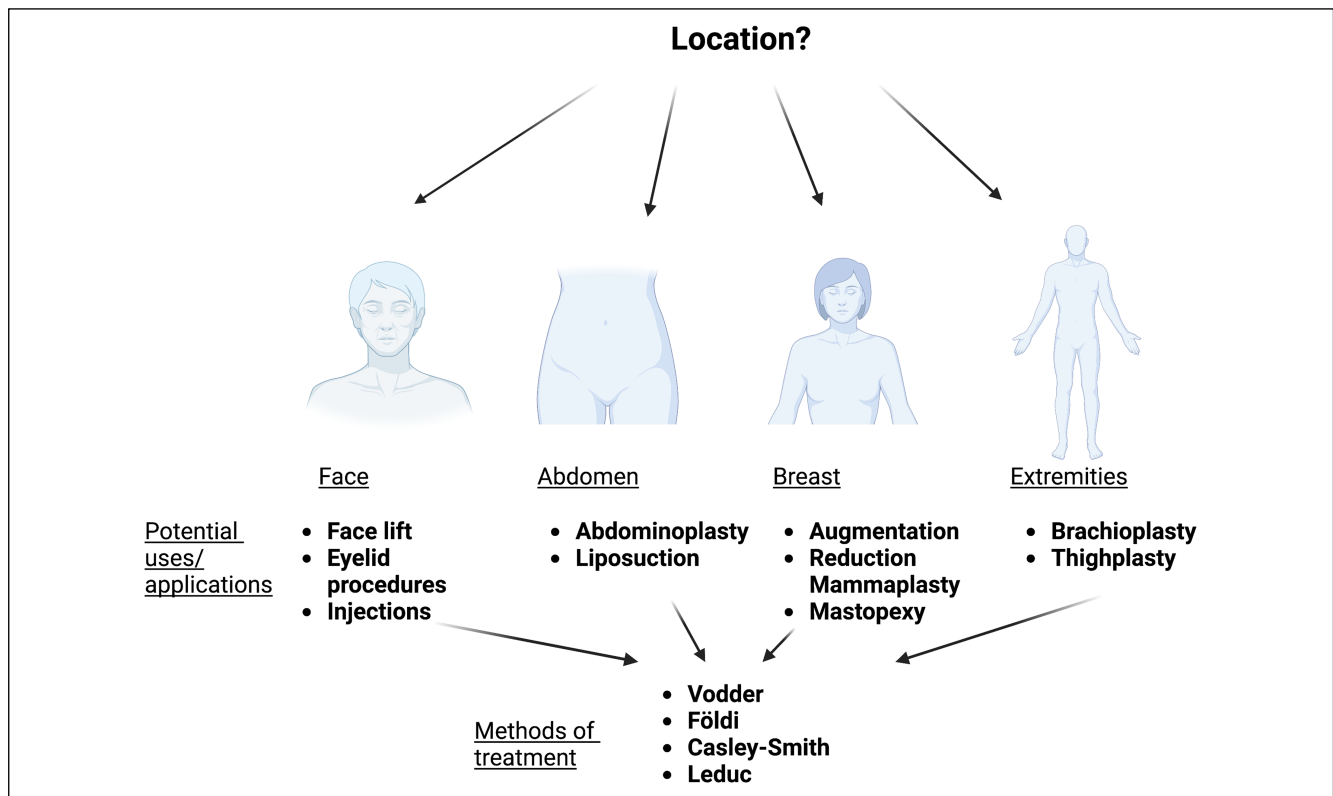 Location?
Face
Abdomen
Breast
Extremities
Potential
uses/
applications
• Face lift
• Eyelid
procedures
• Injections
• Abdominoplasty
• Liposuction
• Augmentation
• Reduction
Mammaplasty
• Mastopexy
• Brachioplasty
• Thighplasty
Methods of
treatment
• Vodder
• Földi
• Casley-Smith
• Leduc